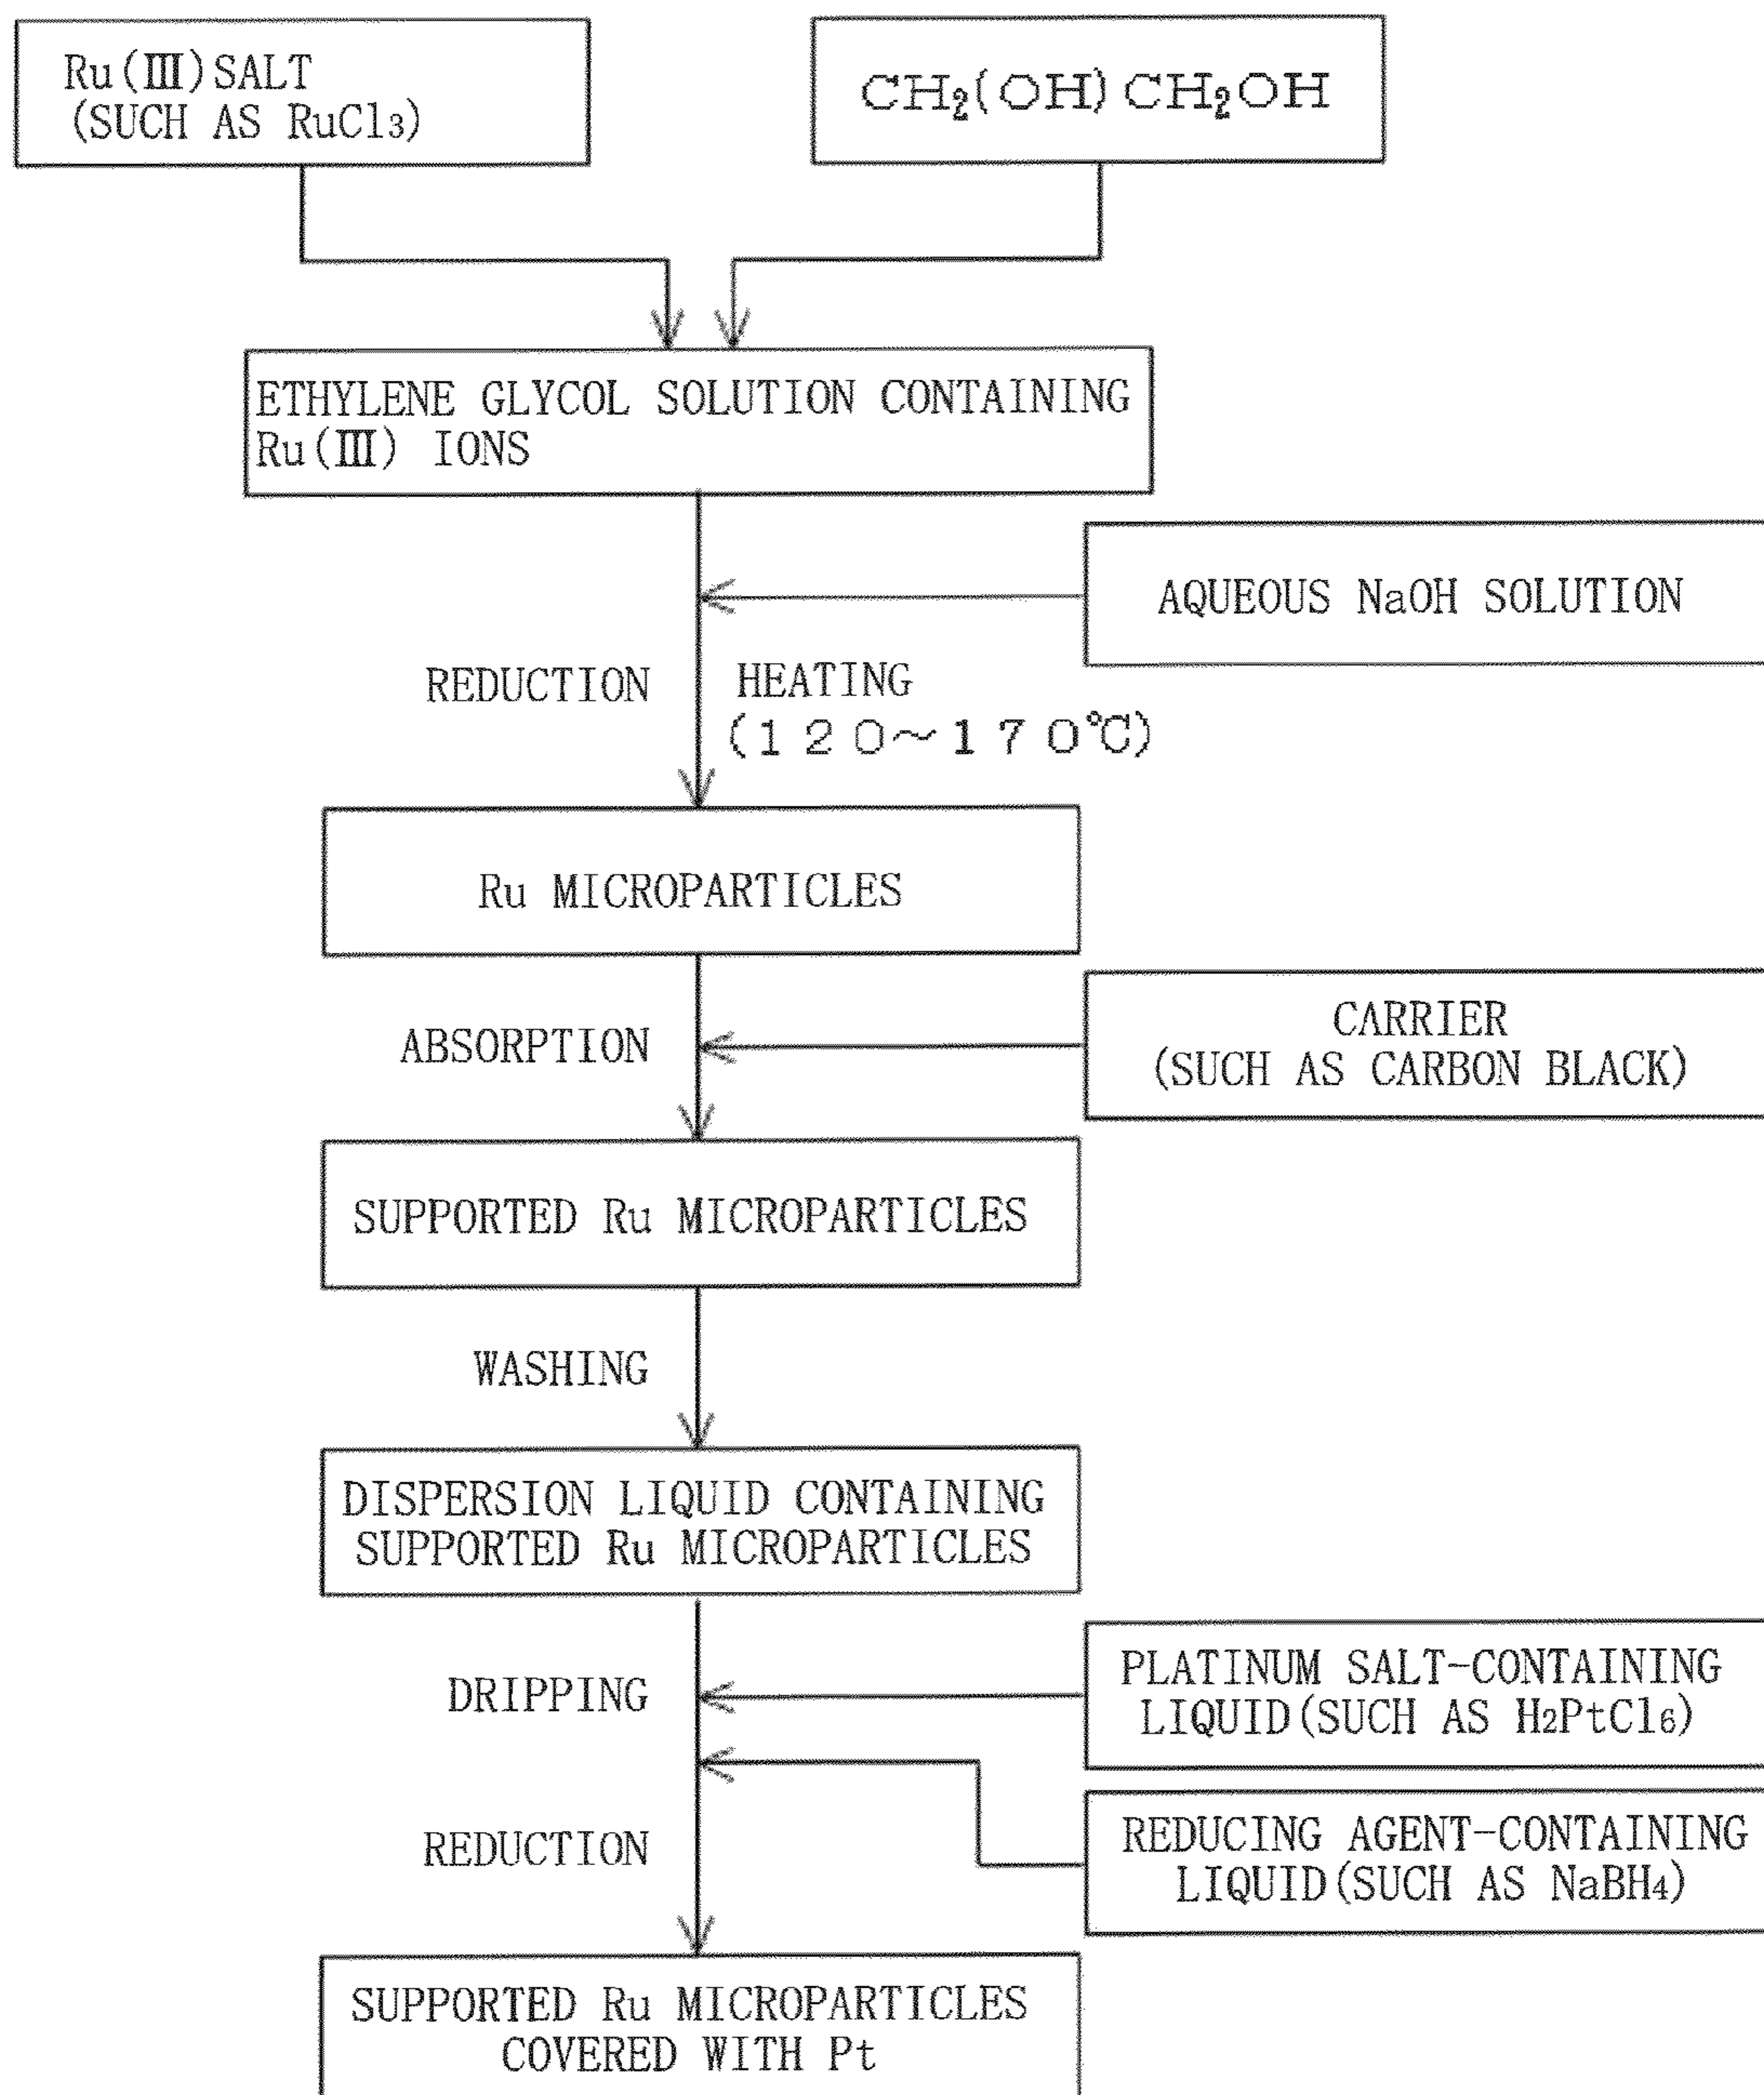 Ru(Ⅲ)SALT
(SUCH AS RuCl₃)
CH₂(OH)CH₂OH
ETHYLENE GLYCOL SOLUTION CONTAINING
Ru(Ⅲ) IONS
AQUEOUS NaOH SOLUTION
REDUCTION
HEATING
(120～170℃)
Ru MICROPARTICLES
CARRIER
(SUCH AS CARBON BLACK)
ABSORPTION
SUPPORTED Ru MICROPARTICLES
WASHING
DISPERSION LIQUID CONTAINING
SUPPORTED Ru MICROPARTICLES
PLATINUM SALT-CONTAINING
LIQUID(SUCH AS H₂PtCl₆)
DRIPPING
REDUCING AGENT-CONTAINING
LIQUID(SUCH AS NaBH₄)
REDUCTION
SUPPORTED Ru MICROPARTICLES
COVERED WITH Pt